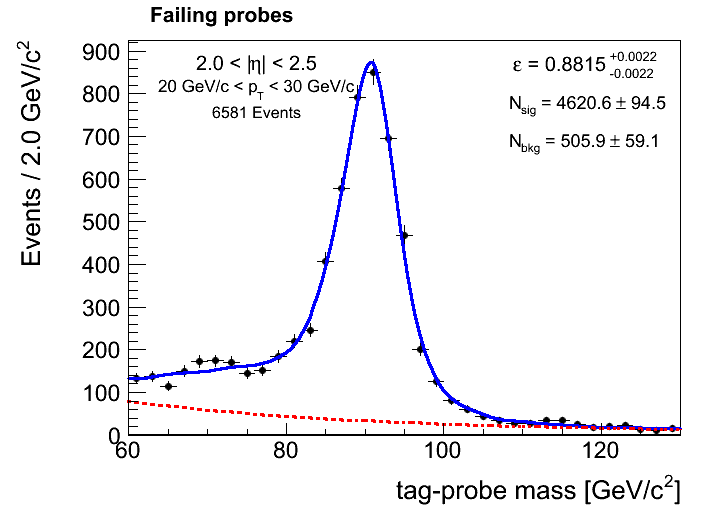 Failing probes
Events / 2.0 GeV/c²
900
800
700
600
500
400
300
200
100
0
2.0 < |η| < 2.5
20 GeV/c < p_T < 30 GeV/c
6581 Events
ε = 0.8815 +0.0022 -0.0022
N_sig = 4620.6 ± 94.5
N_bkg = 505.9 ± 59.1
60 80 100 120
tag-probe mass [GeV/c²]